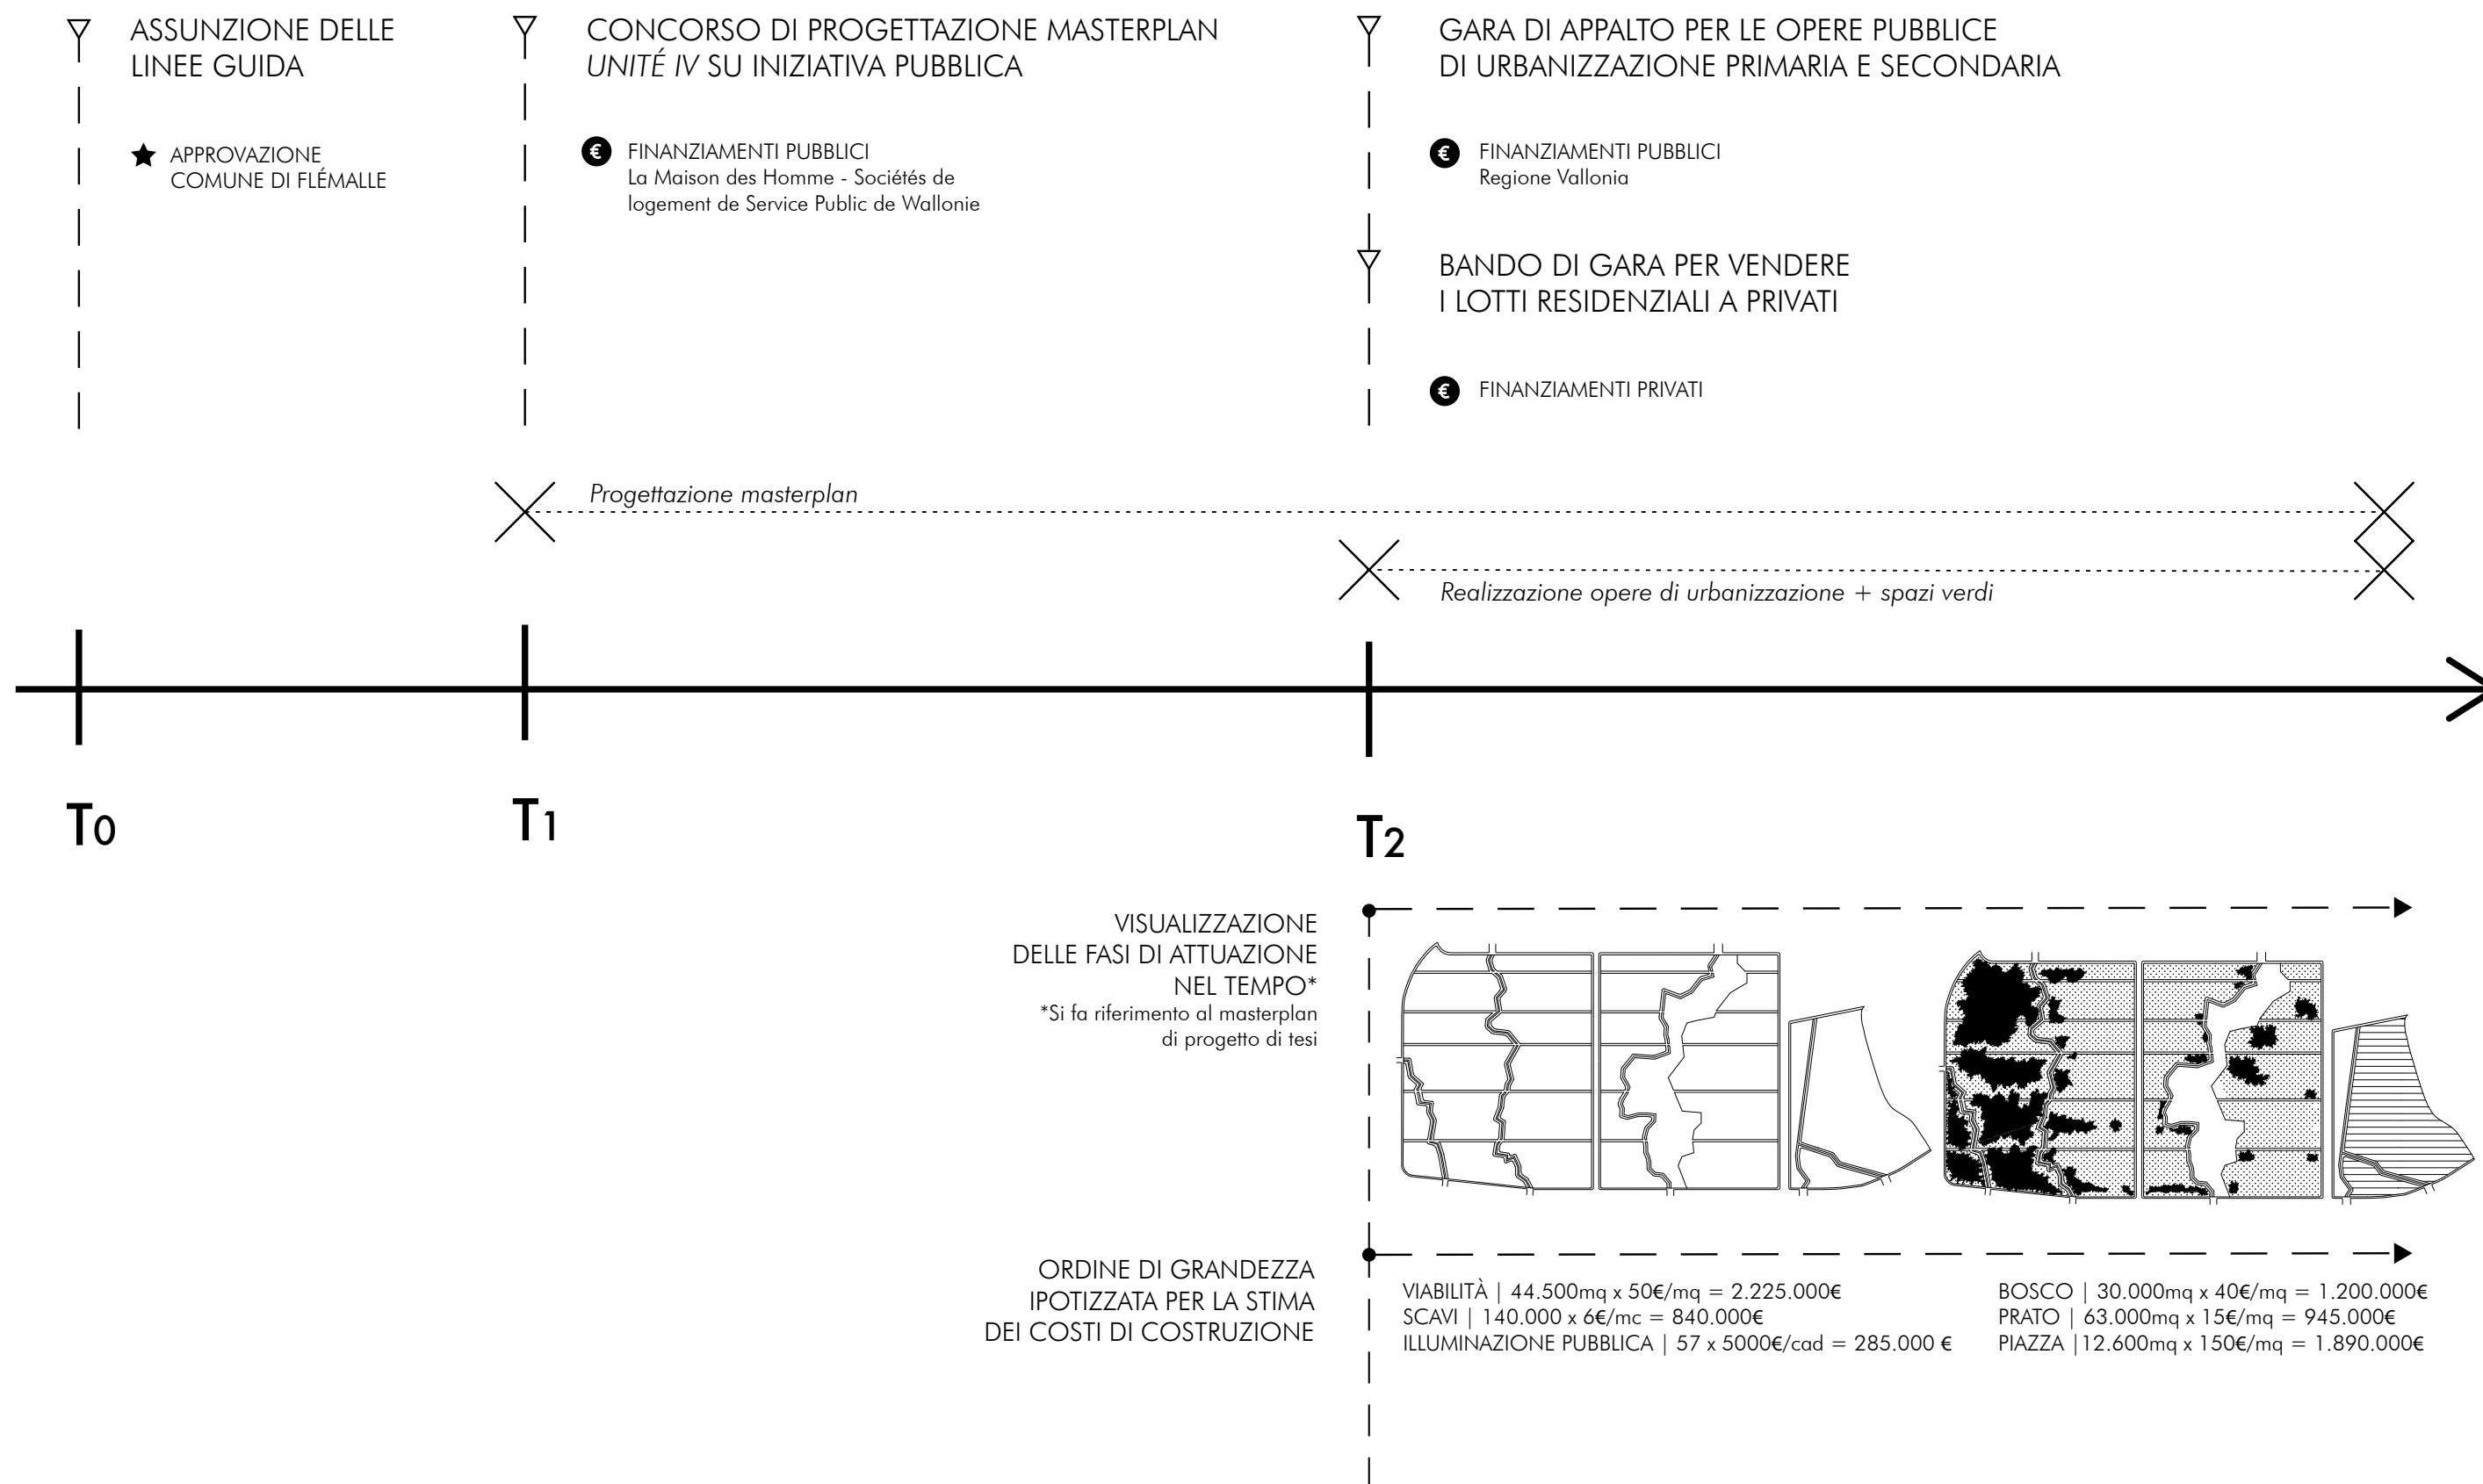 ASSUNZIONE DELLE
LINEE GUIDA
APPROVAZIONE
COMUNE DI FLÉMALLE
CONCORSO DI PROGETTAZIONE MASTERPLAN
UNITÉ IV SU INIZIATIVA PUBBLICA
€ FINANZIAMENTI PUBBLICI
La Maison des Homme - Sociétés de
logement de Service Public de Wallonie
GARA DI APPALTO PER LE OPERE PUBBLICE
DI URBANIZZAZIONE PRIMARIA E SECONDARIA
€ FINANZIAMENTI PUBBLICI
Regione Vallonia
BANDO DI GARA PER VENDERE
I LOTTI RESIDENZIALI A PRIVATI
€ FINANZIAMENTI PRIVATI
Progettazione masterplan
Realizzazione opere di urbanizzazione + spazi verdi
T0
T1
T2
VISUALIZZAZIONE
DELLE FASI DI ATTUAZIONE
NEL TEMPO*
*Si fa riferimento al masterplan
di progetto di tesi
ORDINE DI GRANDEZZA
IPOTIZZATA PER LA STIMA
DEI COSTI DI COSTRUZIONE
VIABILITÀ | 44.500mq x 50€/mq = 2.225.000€
SCAVI | 140.000 x 6€/mc = 840.000€
ILLUMINAZIONE PUBBLICA | 57 x 5000€/cad = 285.000 €
BOSCO | 30.000mq x 40€/mq = 1.200.000€
PRATO | 63.000mq x 15€/mq = 945.000€
PIAZZA |12.600mq x 150€/mq = 1.890.000€